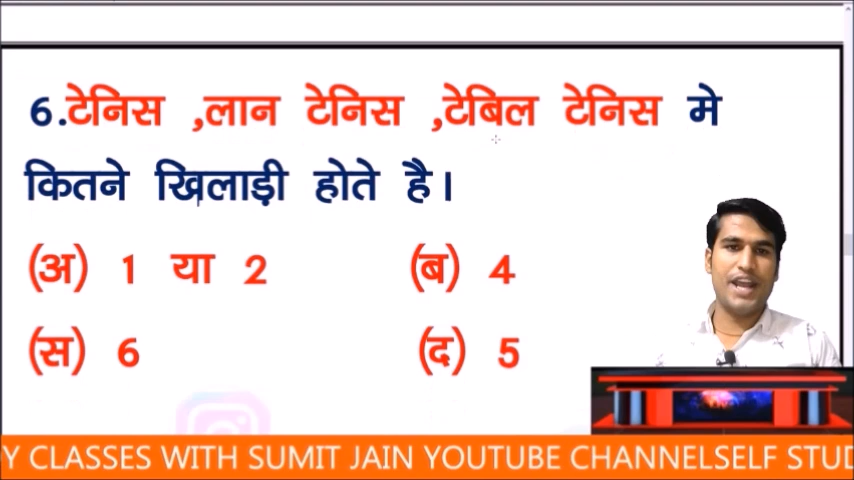 6.टेनिस ,लान टेनिस ,टेबिल टेनिस मे
कितने खिलाड़ी होते है।
(अ) 1 या 2 (ब) 4
(स) 6 (द) 5
Y CLASSES WITH SUMIT JAIN YOUTUBE CHANNELSELF STUD